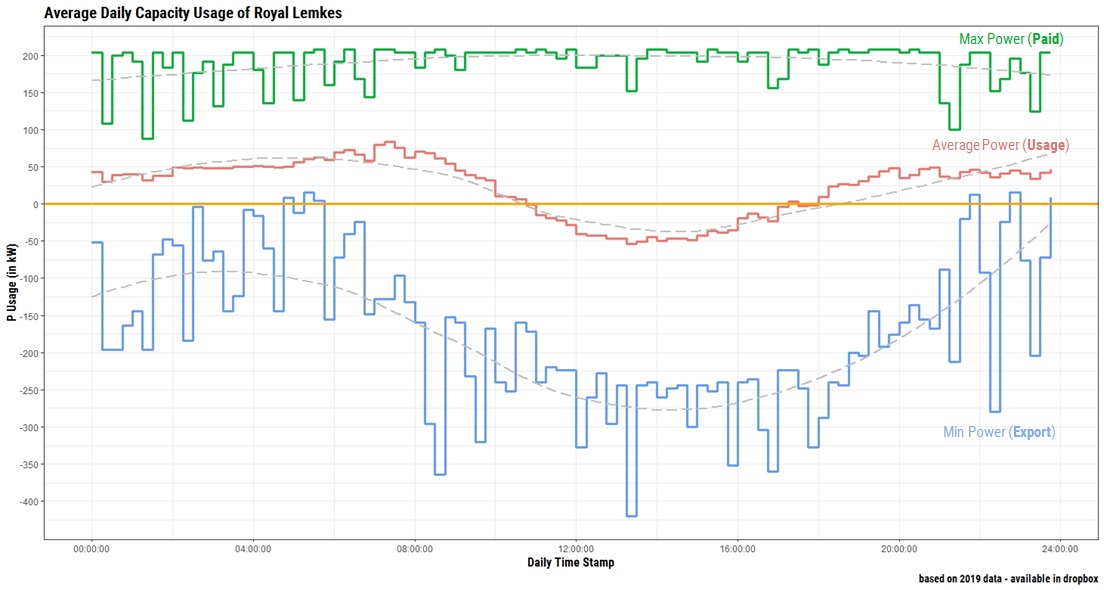 Average Daily Capacity Usage of Royal Lemkes
Max Power (Paid)
Average Power (Usage)
Min Power (Export)
P Usage (in kW)
200
150
100
50
0
-50
-100
-150
-200
-250
-300
-350
-400
00:00:00 04:00:00 08:00:00 12:00:00 16:00:00 20:00:00 24:00:00
Daily Time Stamp
based on 2019 data - available in dropbox